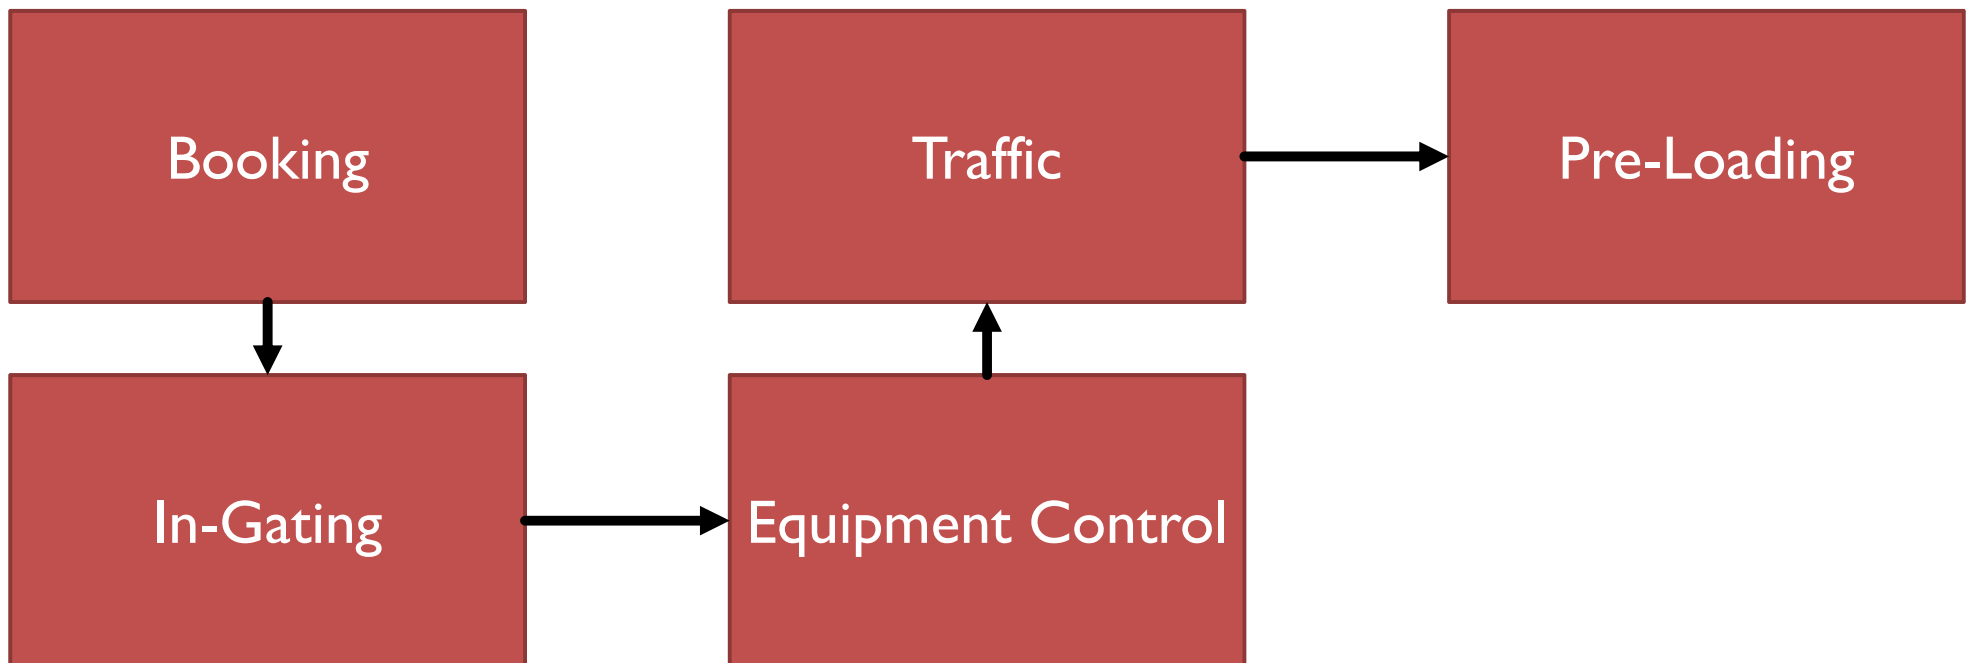 Booking
Traffic
Pre-Loading
In-Gating
Equipment Control